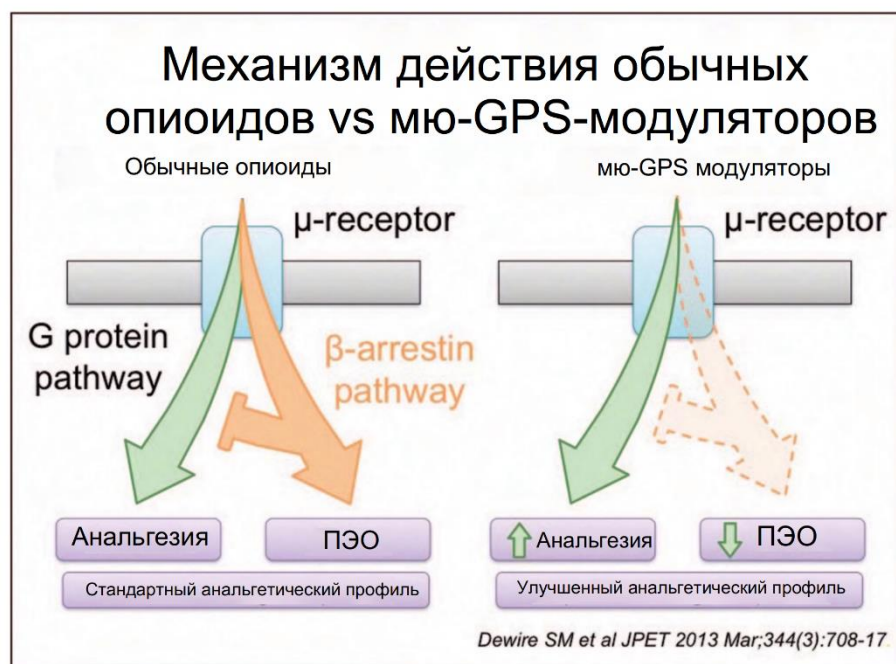 Механизм действия обычных
опиоидов vs мю-GPS-модуляторов
Обычные опиоиды
μ-receptor
G protein
pathway
β-arrestin
pathway
Анальгезия
ПЭО
Стандартный анальгетический профиль
мю-GPS модуляторы
μ-receptor
Анальгезия
ПЭО
Улучшенный анальгетический профиль
Dewire SM et al JPET 2013 Mar;344(3):708-17.